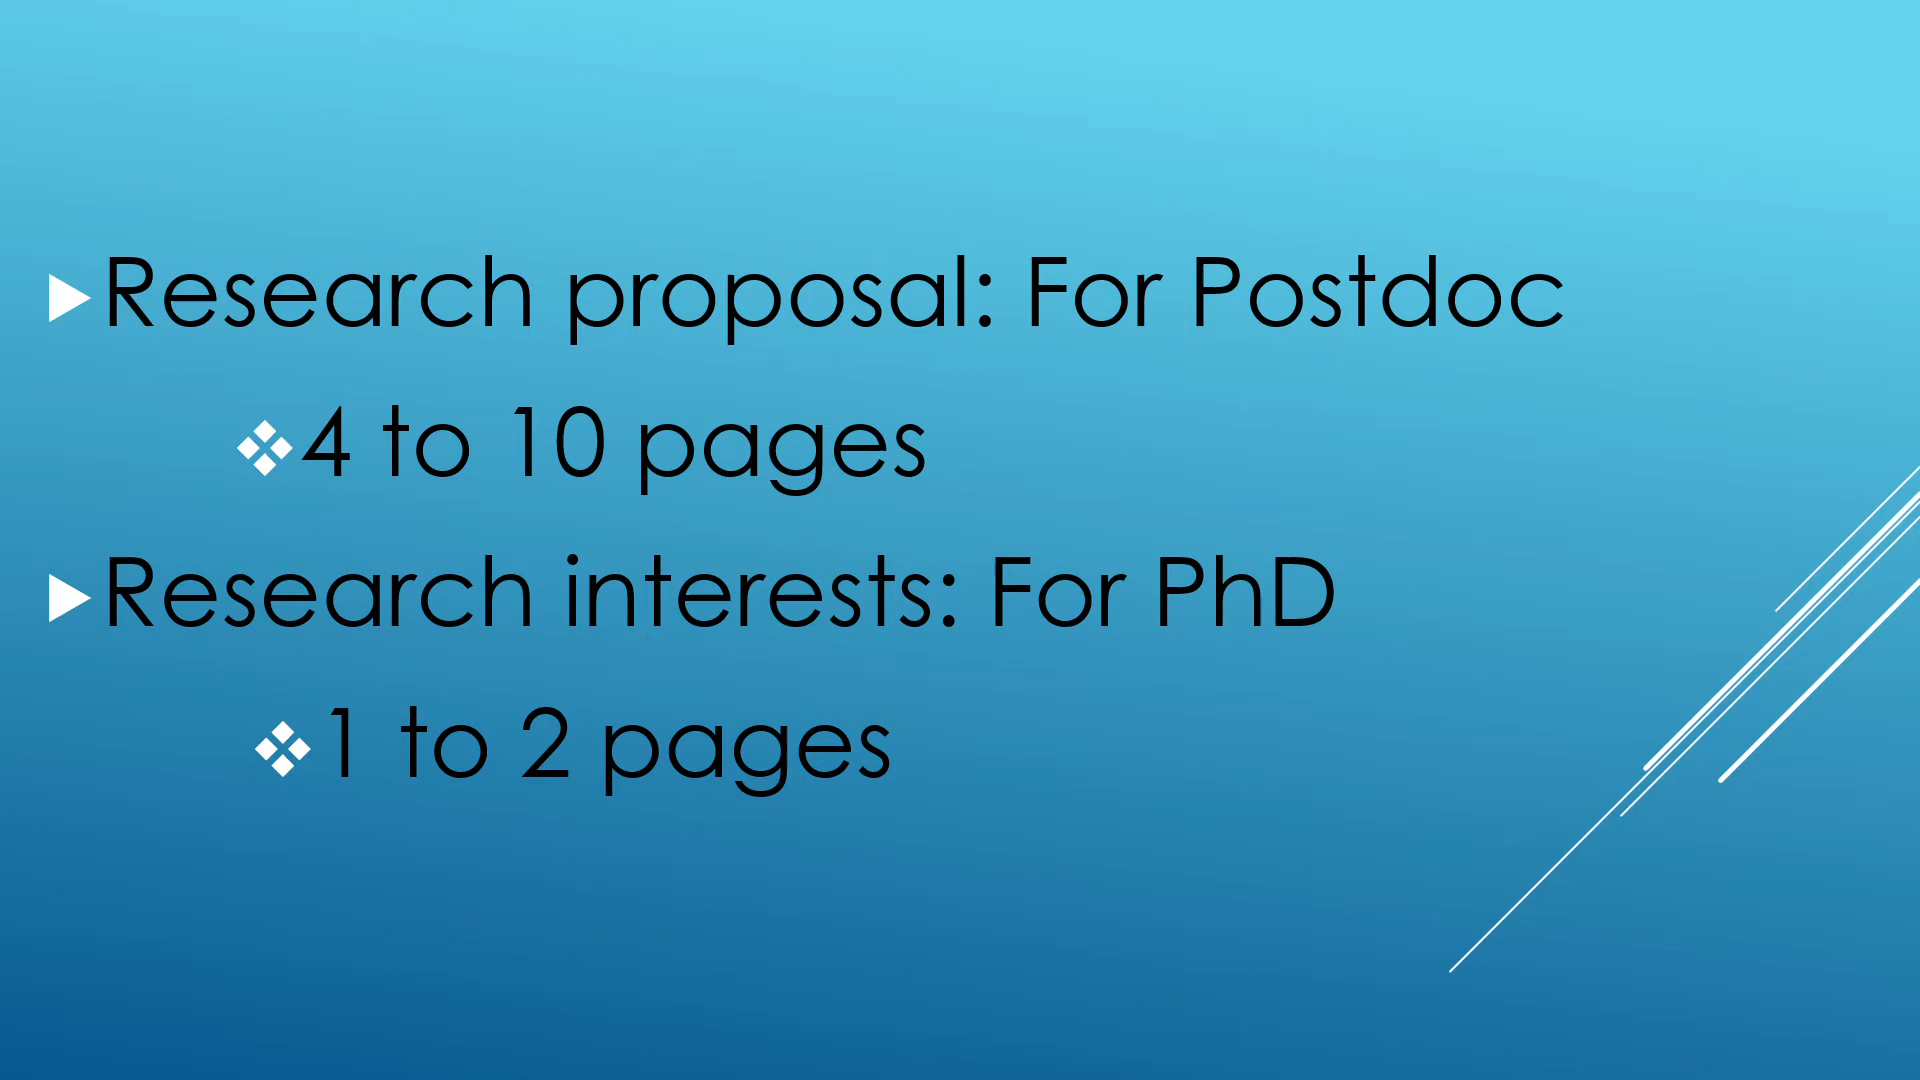 Research proposal: For Postdoc
4 to 10 pages
Research interests: For PhD
1 to 2 pages